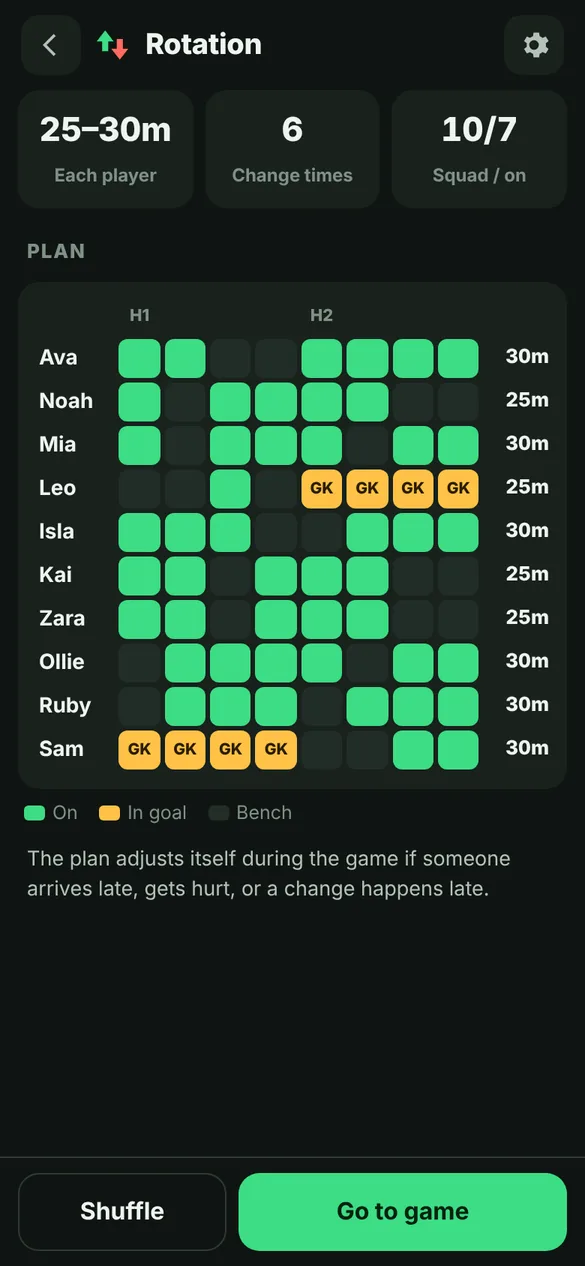 Rotation
25–30m 6 10/7
Each player Change times Squad / on
PLAN
H1 H2
Ava 30m
Noah 25m
Mia 30m
Leo GK GK GK GK 25m
Isla 30m
Kai 25m
Zara 25m
Ollie 30m
Ruby 30m
Sam GK GK GK GK 30m
On In goal Bench
The plan adjusts itself during the game if someone
arrives late, gets hurt, or a change happens late.
Shuffle Go to game